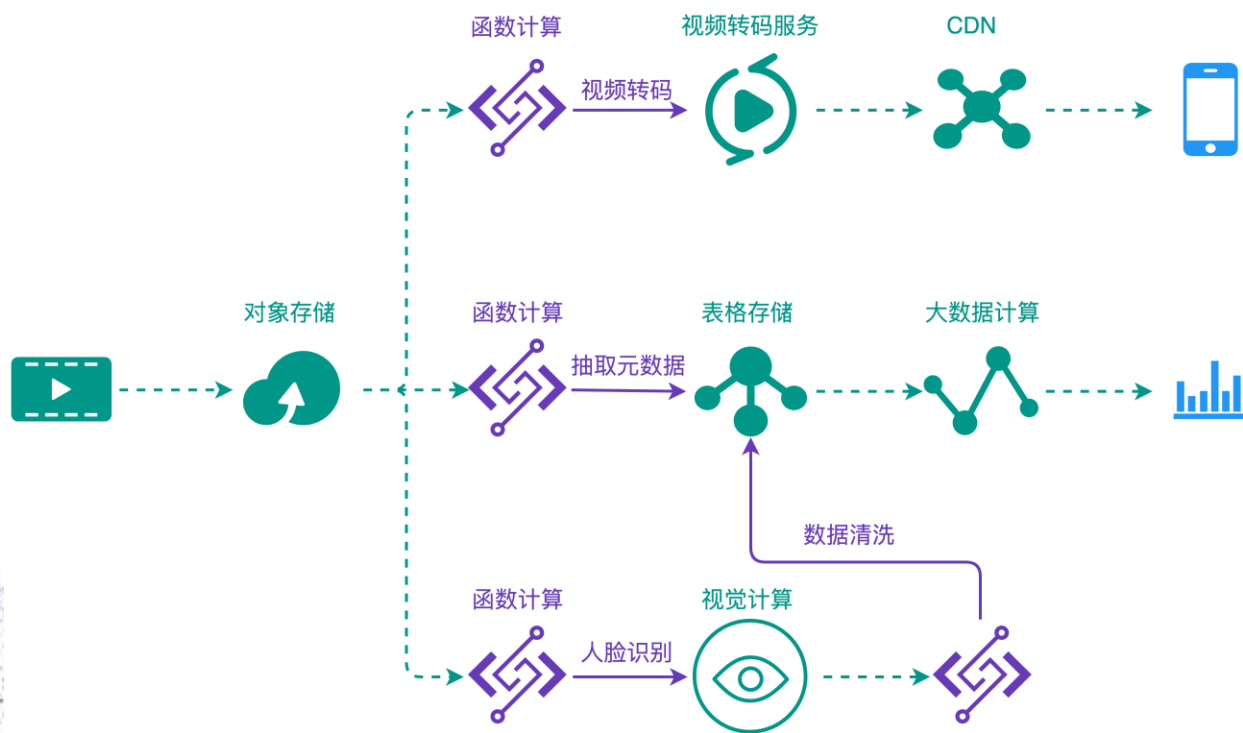 函数计算
视频转码服务
CDN
视频转码
对象存储
函数计算
表格存储
大数据计算
抽取元数据
数据清洗
函数计算
视觉计算
人脸识别